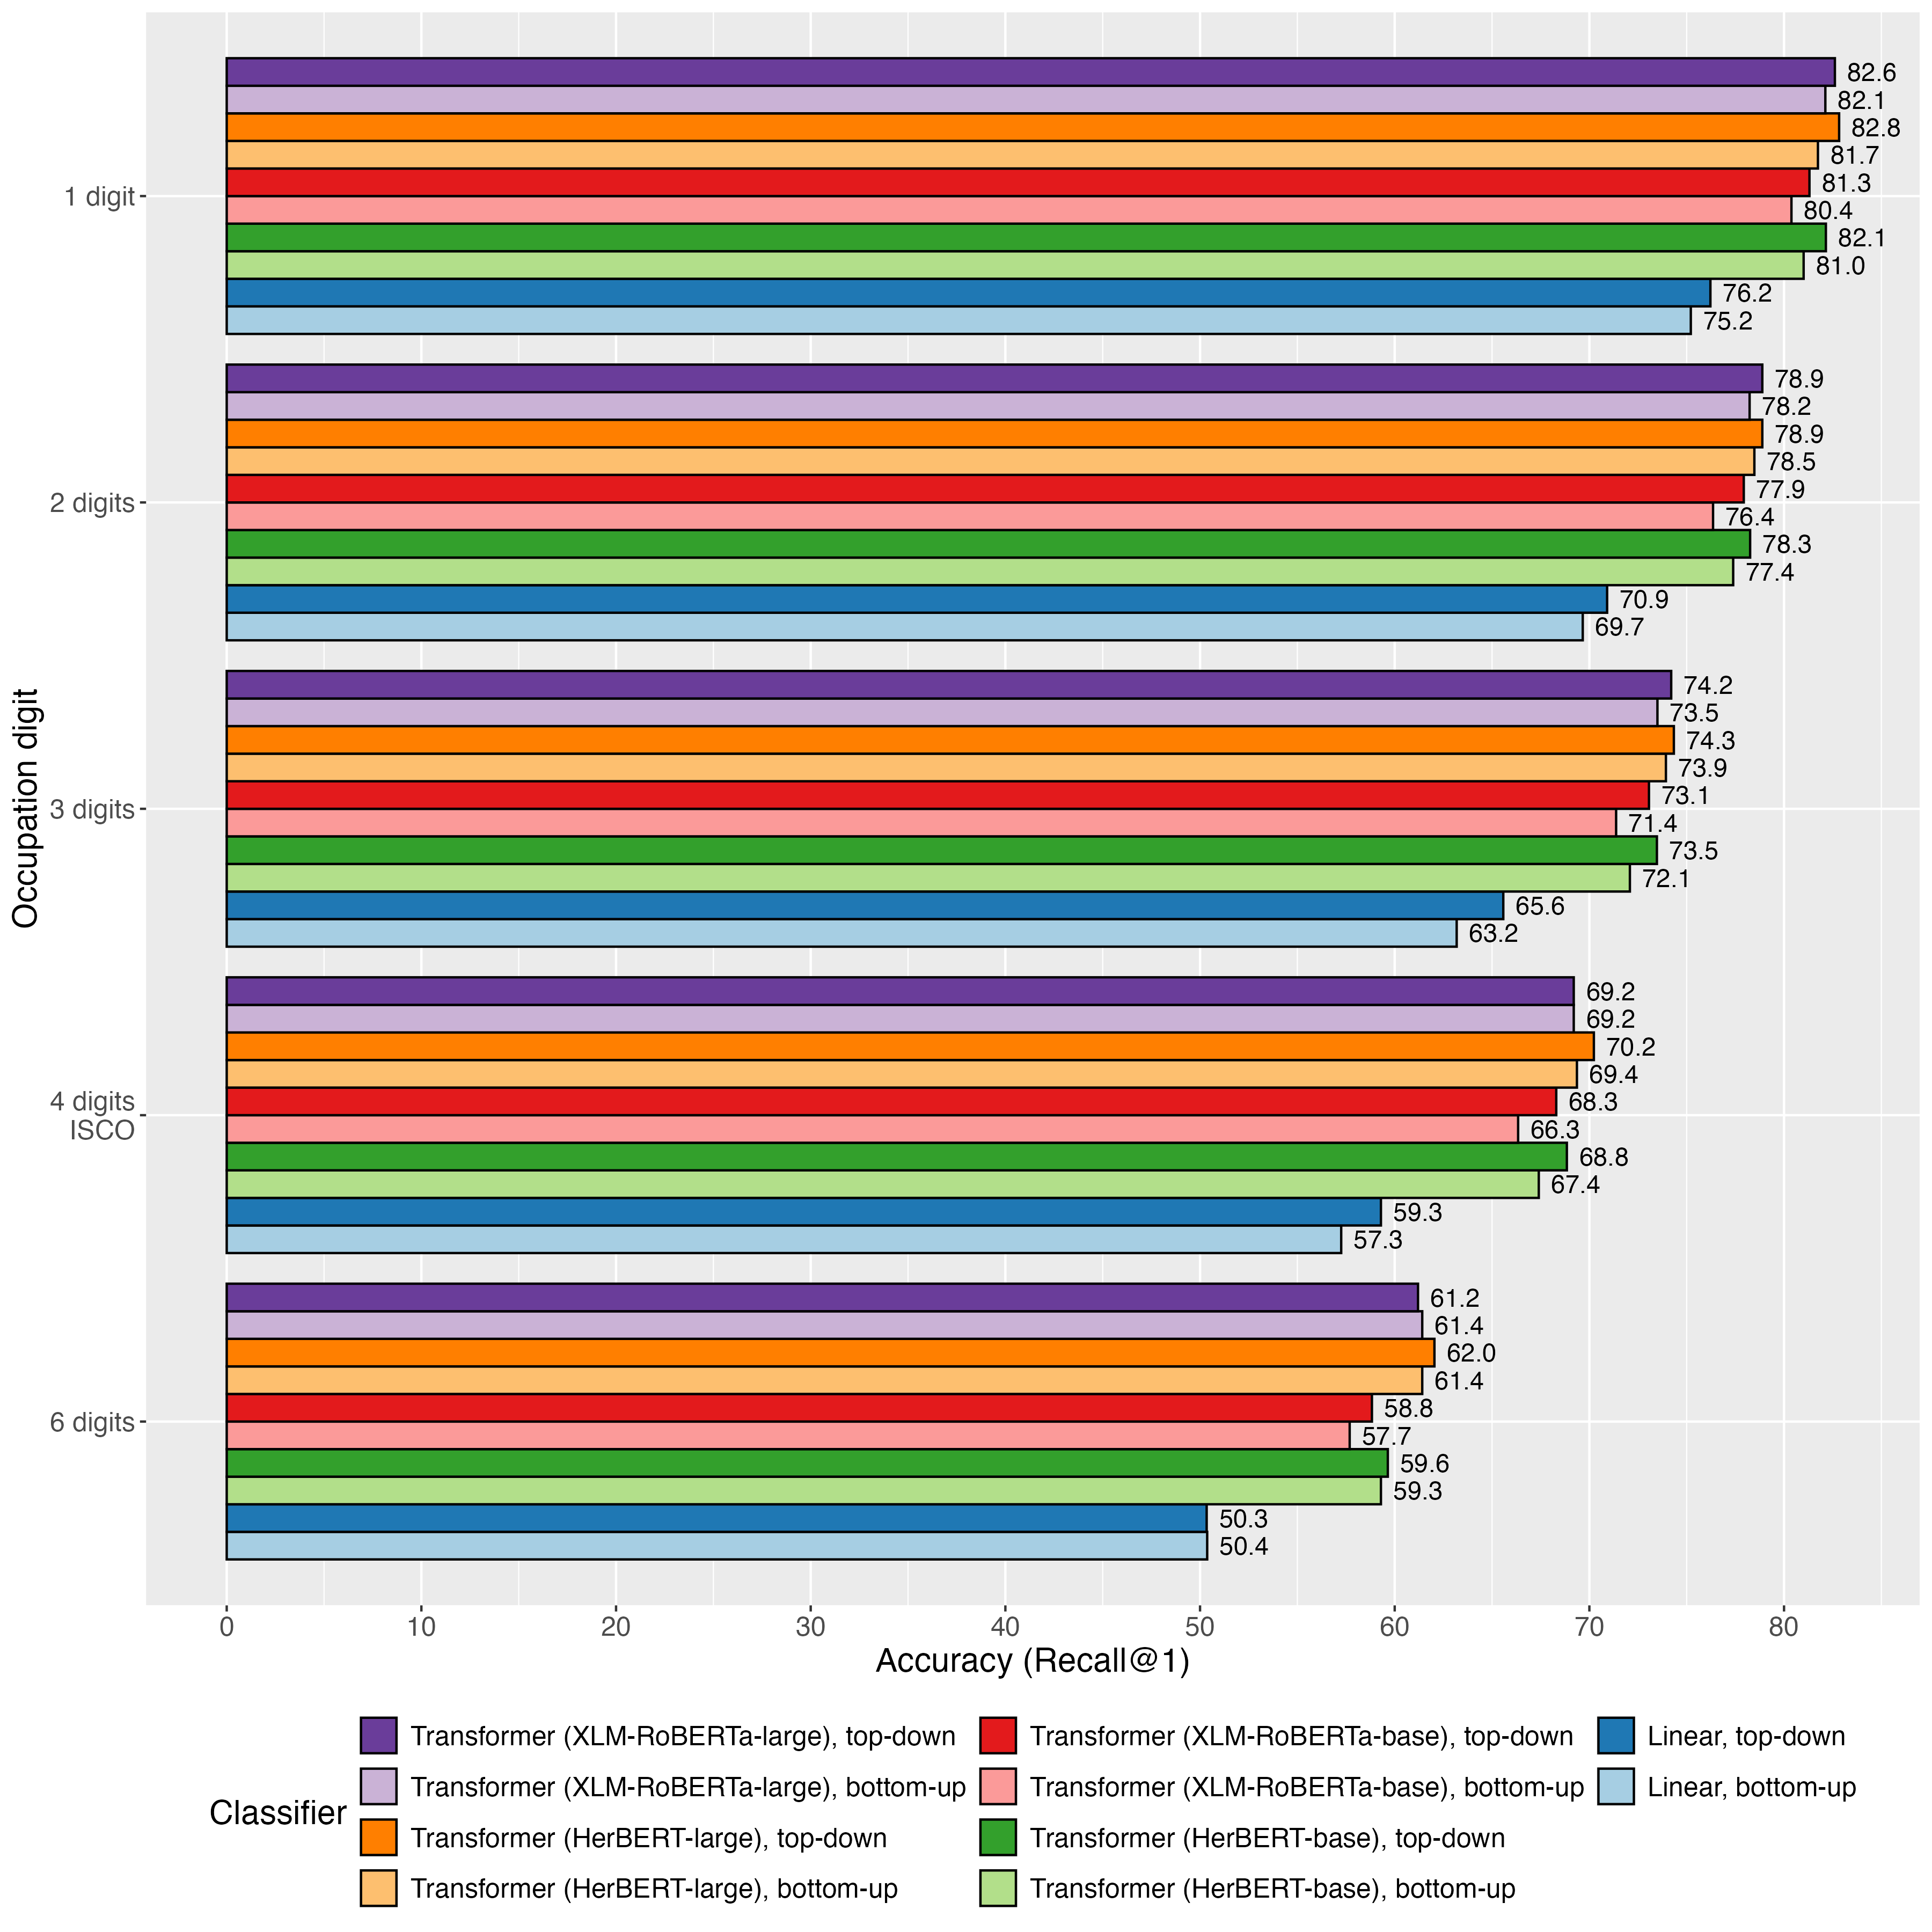 82.6
82.1
82.8
81.7
81.3
1 digit
80.4
82.1
81.0
76.2
75.2
78.9
78.2
78.9
78.5
77.9
2 digits
76.4
78.3
77.4
70.9
69.7
74.2
73.5
74.3
73.9
73.1
3 digits
71.4
73.5
72.1
65.6
63.2
Occupation digit
69.2
69.2
70.2
69.4
68.3
4 digits
ISCO
66.3
68.8
67.4
59.3
57.3
61.2
61.4
62.0
61.4
58.8
6 digits
57.7
59.6
59.3
50.3
50.4
0 10 20 30 40 50 60 70 80
Accuracy (Recall@1)
Classifier
Transformer (XLM-RoBERTa-large), top-down
Transformer (XLM-RoBERTa-large), bottom-up
Transformer (HerBERT-large), top-down
Transformer (HerBERT-large), bottom-up
Transformer (XLM-RoBERTa-base), top-down
Transformer (XLM-RoBERTa-base), bottom-up
Transformer (HerBERT-base), top-down
Transformer (HerBERT-base), bottom-up
Linear, top-down
Linear, bottom-up